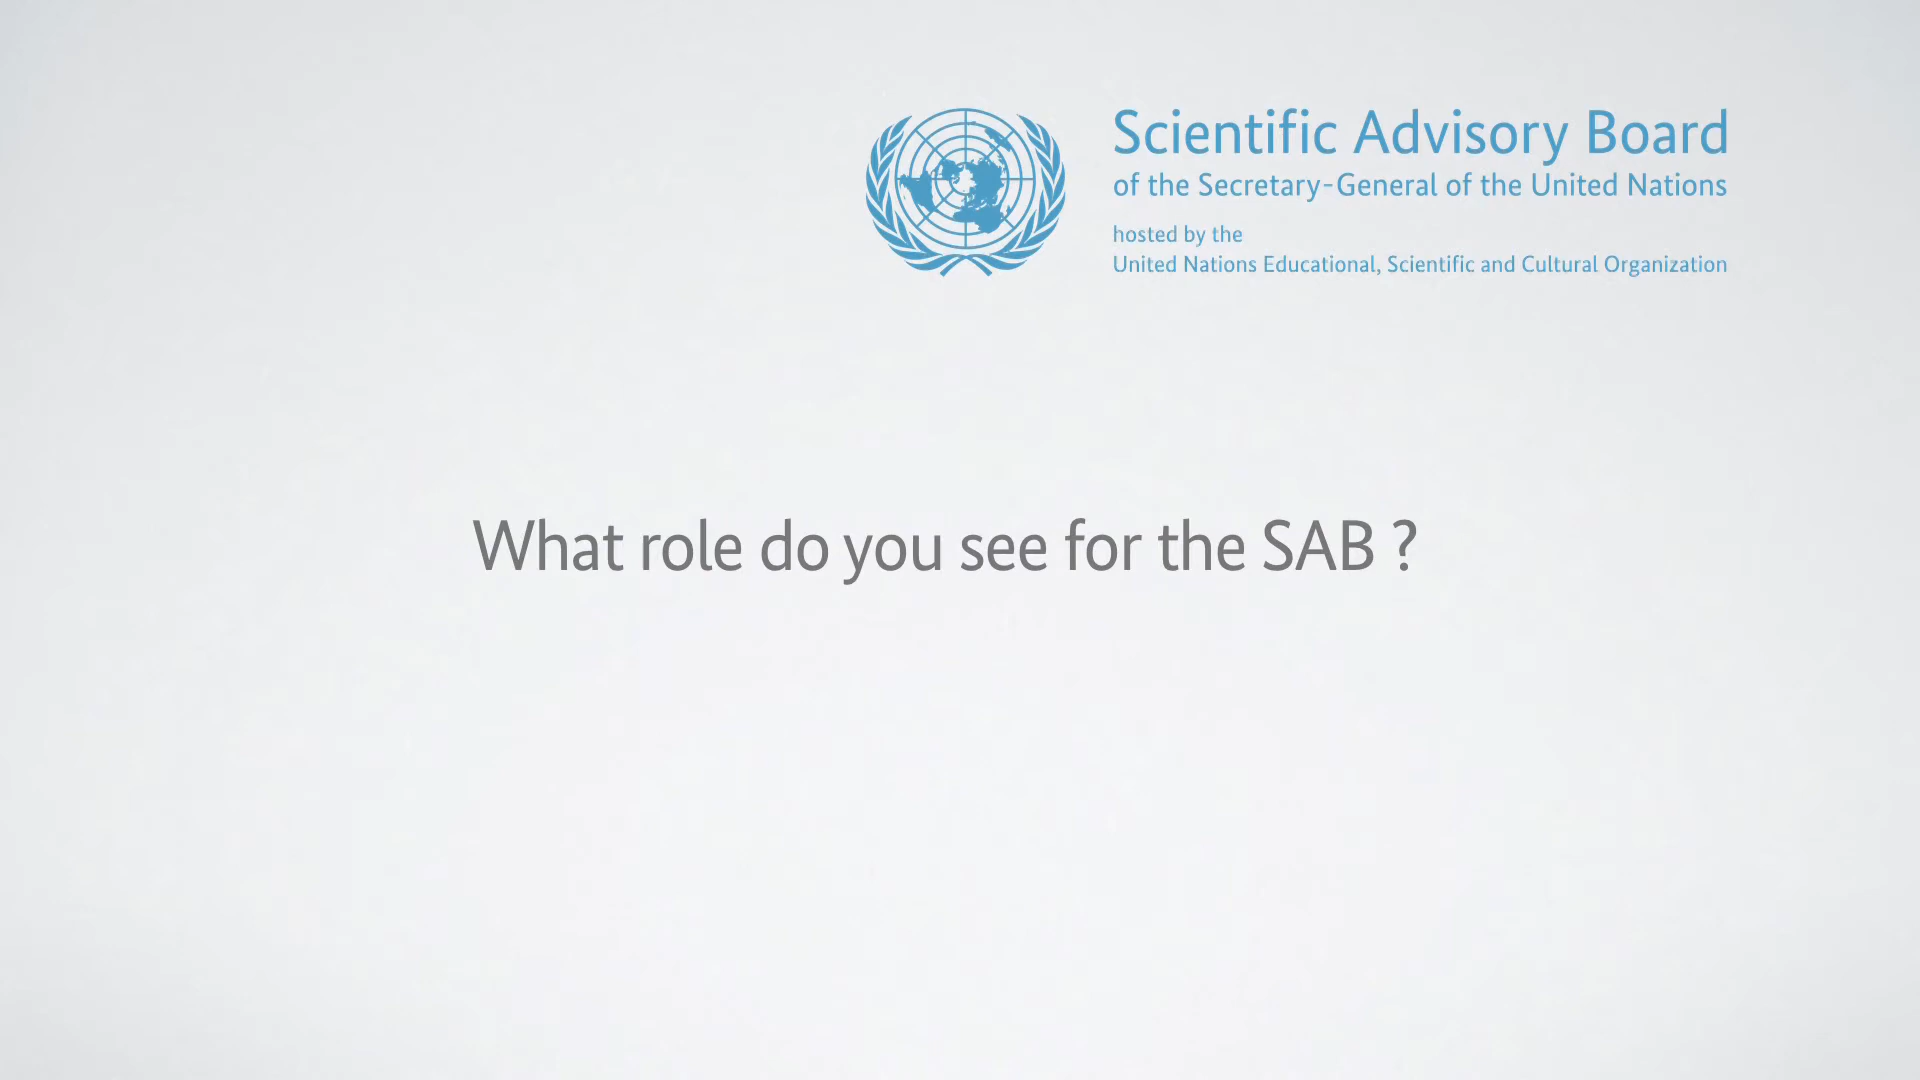 Scientific Advisory Board
of the Secretary-General of the United Nations
hosted by the
United Nations Educational, Scientific and Cultural Organization
What role do you see for the SAB ?